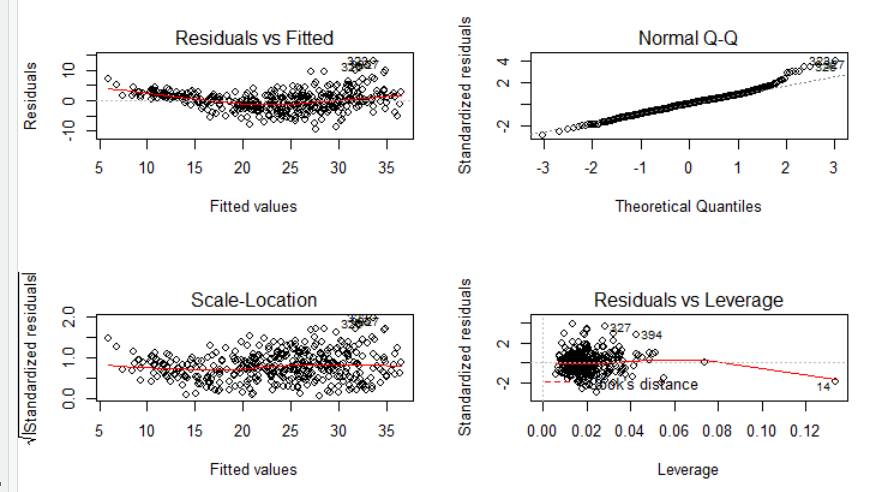 Residuals vs Fitted
Residuals
-10 0 10
5 10 15 20 25 30 35
Fitted values
Normal Q-Q
Standardized residuals
-2 2 4
-3 -2 -1 0 1 2 3
Theoretical Quantiles
Scale-Location
√|Standardized residuals|
0.0 1.0 2.0
5 10 15 20 25 30 35
Fitted values
Residuals vs Leverage
Standardized residuals
-2 2
327
394
14
distance
0.00 0.02 0.04 0.06 0.08 0.10 0.12
Leverage